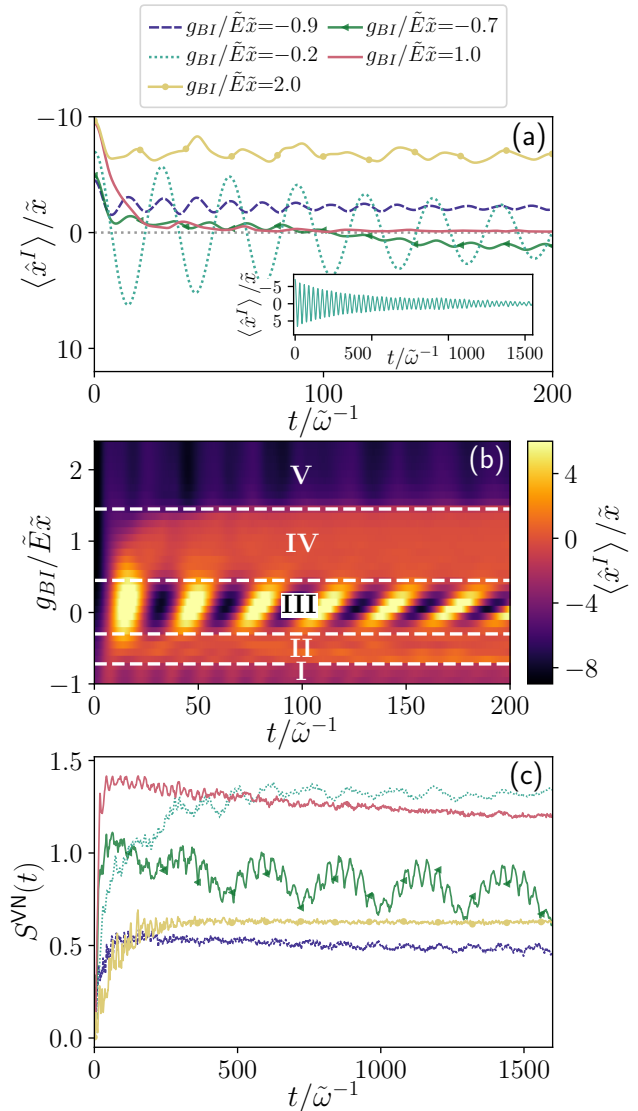 g_{BI}/ẼX̃=−0.9 g_{BI}/Ẽx̃=−0.7
g_{BI}/Ẽx̃=−0.2 g_{BI}/Ẽx̃=1.0
g_{BI}/Ẽx̃=2.0
−10
0
10
⟨x̂^I⟩/x̃
(a)
−5
0
5
⟨x̂^I⟩/x̃
500 1000 1500
0
t/ω̃^{−1}
0 100 200
t/ω̃^{−1}
2
1
0
−1
g_{BI}/Ẽx̃
(b)
V
IV
III
II
I
0 50 100 150 200
t/ω̃^{−1}
4
0
−4
−8
⟨x̂^I⟩/x̃
1.5
1.0
0.5
0.0
S^{VN}(t)
(c)
0 500 1000 1500
t/ω̃^{−1}